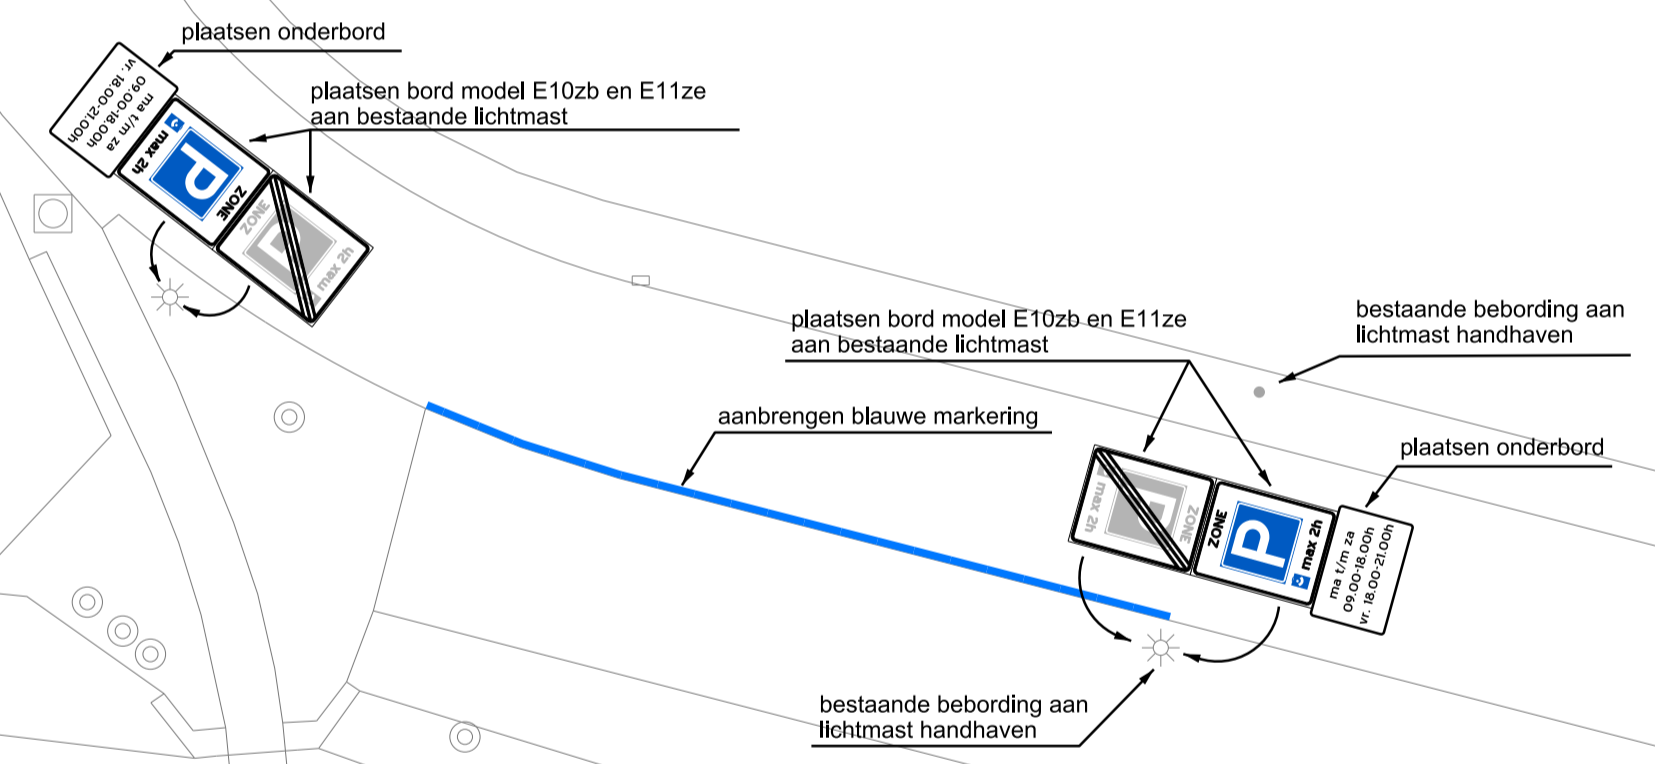 plaatsen onderbord
vr. 18.00-21.00h
09.00-18.00h
ma t/m za
plaatsen bord model E10zb en E11ze
aan bestaande lichtmast
max 2h
P
ZONE
ZONE
P
max 2h
plaatsen bord model E10zb en E11ze
aan bestaande lichtmast
bestaande bebording aan
lichtmast handhaven
aanbrengen blauwe markering
plaatsen onderbord
max 2h
P
ZONE
ZONE
P
max 2h
ma t/m za
09.00-18.00h
vr. 18.00-21.00h
bestaande bebording aan
lichtmast handhaven